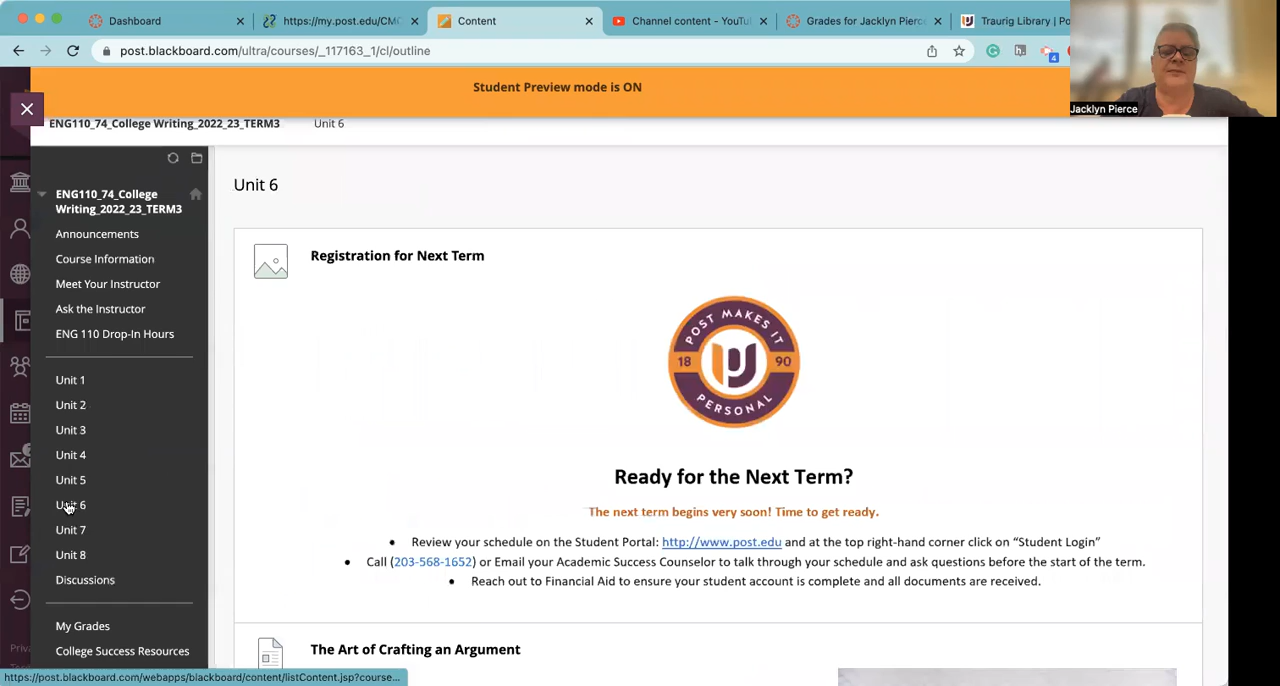 Dashboard
https://my.post.edu/CMC
Content
Channel content - YouTu
Grades for Jacklyn Pierc
Traurig Library | Po
post.blackboard.com/ultra/courses/_117163_1/cl/outline
4
Student Preview mode is ON
Jacklyn Pierce
ENG110_74_College Writing_2022_23_TERM3
Unit 6
ENG110_74_College
Writing_2022_23_TERM3
Announcements
Course Information
Meet Your Instructor
Ask the Instructor
ENG 110 Drop-In Hours
Unit 1
Unit 2
Unit 3
Unit 4
Unit 5
Unit 6
Unit 7
Unit 8
Discussions
My Grades
College Success Resources
Priva
Unit 6
Registration for Next Term
POST MAKES IT
18 90
PERSONAL
Ready for the Next Term?
The next term begins very soon! Time to get ready.
• Review your schedule on the Student Portal: http://www.post.edu and at the top right-hand corner click on “Student Login”
• Call (203-568-1652) or Email your Academic Success Counselor to talk through your schedule and ask questions before the start of the term.
• Reach out to Financial Aid to ensure your student account is complete and all documents are received.
The Art of Crafting an Argument
https://post.blackboard.com/webapps/blackboard/content/listContent.jsp?course...